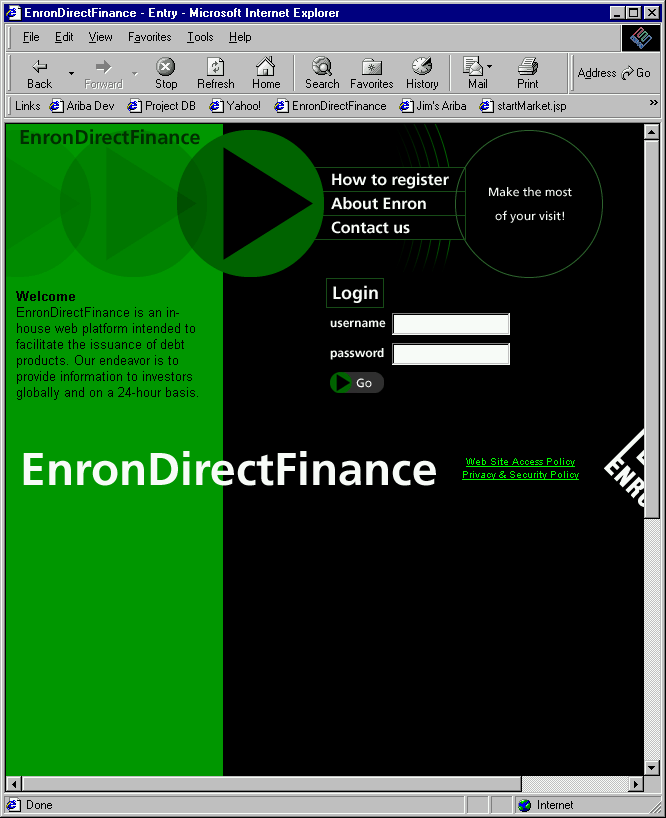 EnronDirectFinance - Entry - Microsoft Internet Explorer
File Edit View Favorites Tools Help
Back Forward Stop Refresh Home Search Favorites History Mail Print Address Go
Links Ariba Dev Project DB Yahoo! EnronDirectFinance Jim's Ariba startMarket.jsp »
EnronDirectFinance
How to register
About Enron
Contact us
Make the most
of your visit!
Welcome
EnronDirectFinance is an in-
house web platform intended to
facilitate the issuance of debt
products. Our endeavor is to
provide information to investors
globally and on a 24-hour basis.
Login
username
password
Go
EnronDirectFinance
Web Site Access Policy
Privacy & Security Policy
ENRO
Done Internet